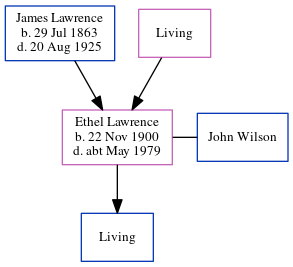 James Lawrence
b. 29 Jul 1863
d. 20 Aug 1925
Living
Ethel Lawrence
b. 22 Nov 1900
d. abt May 1979
John Wilson
Living